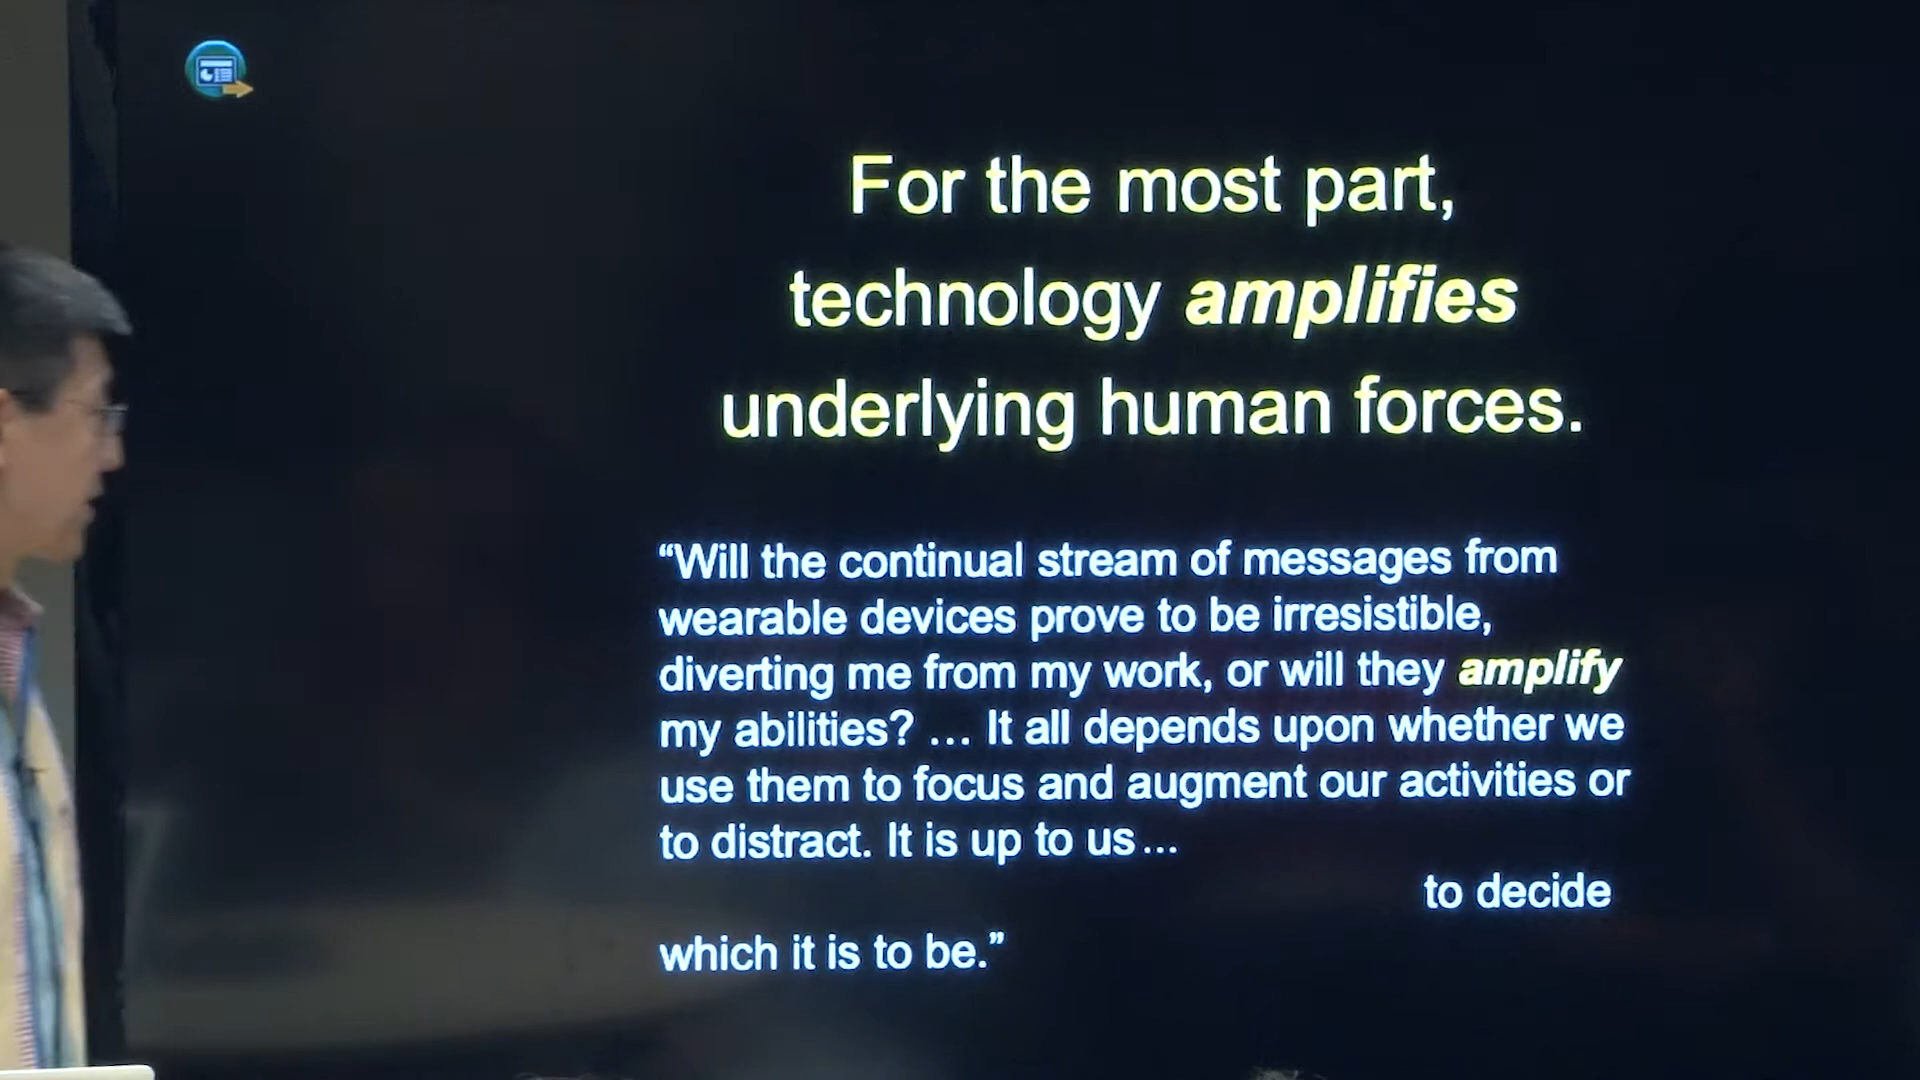 For the most part,
technology amplifies
underlying human forces.
“Will the continual stream of messages from
wearable devices prove to be irresistible,
diverting me from my work, or will they amplify
my abilities? … It all depends upon whether we
use them to focus and augment our activities or
to distract. It is up to us…
to decide
which it is to be.”